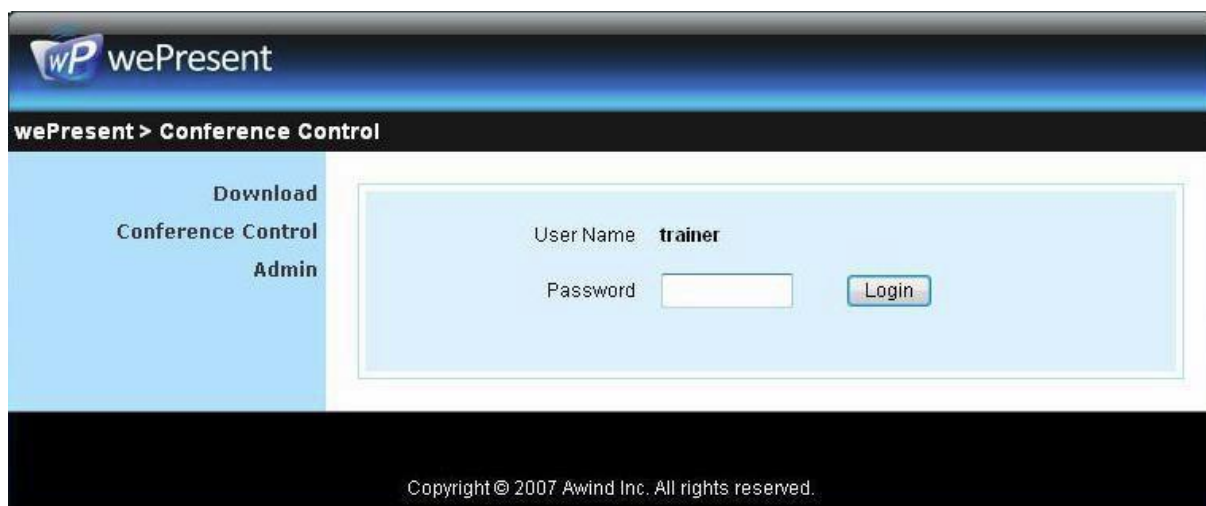 wP wePresent
wePresent > Conference Control
Download
Conference Control
Admin
User Name trainer
Password Login
Copyright © 2007 Awind Inc. All rights reserved.